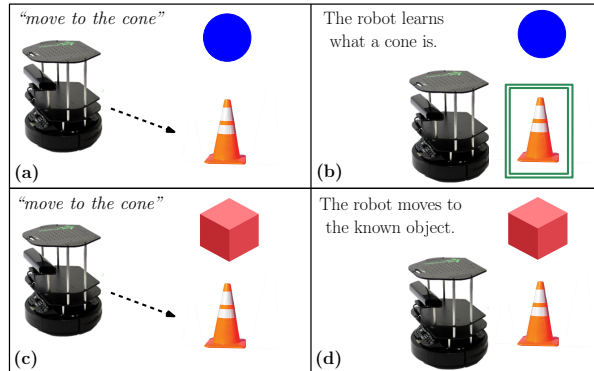 "move to the cone"
(a)
The robot learns
what a cone is.
(b)
"move to the cone"
(c)
The robot moves to
the known object.
(d)